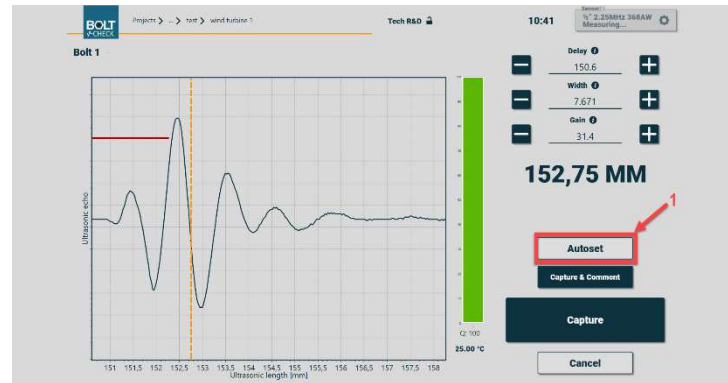 BOLT
✓-CHECK
Projects > ... > test > wind turbine 1
Tech R&D
10:41
Sensor
½" 2.25MHz 368AW
Measuring...
Bolt 1
Delay
150.6
Width
7.671
Gain
31.4
152,75 MM
1
Autoset
Capture & Comment
Capture
Cancel
Ultrasonic echo
Q: 100
25.00 °C
151 151,5 152 152,5 153 153,5 154 154,5 155 155,5 156 156,5 157 157,5 158
Ultrasonic length [mm]